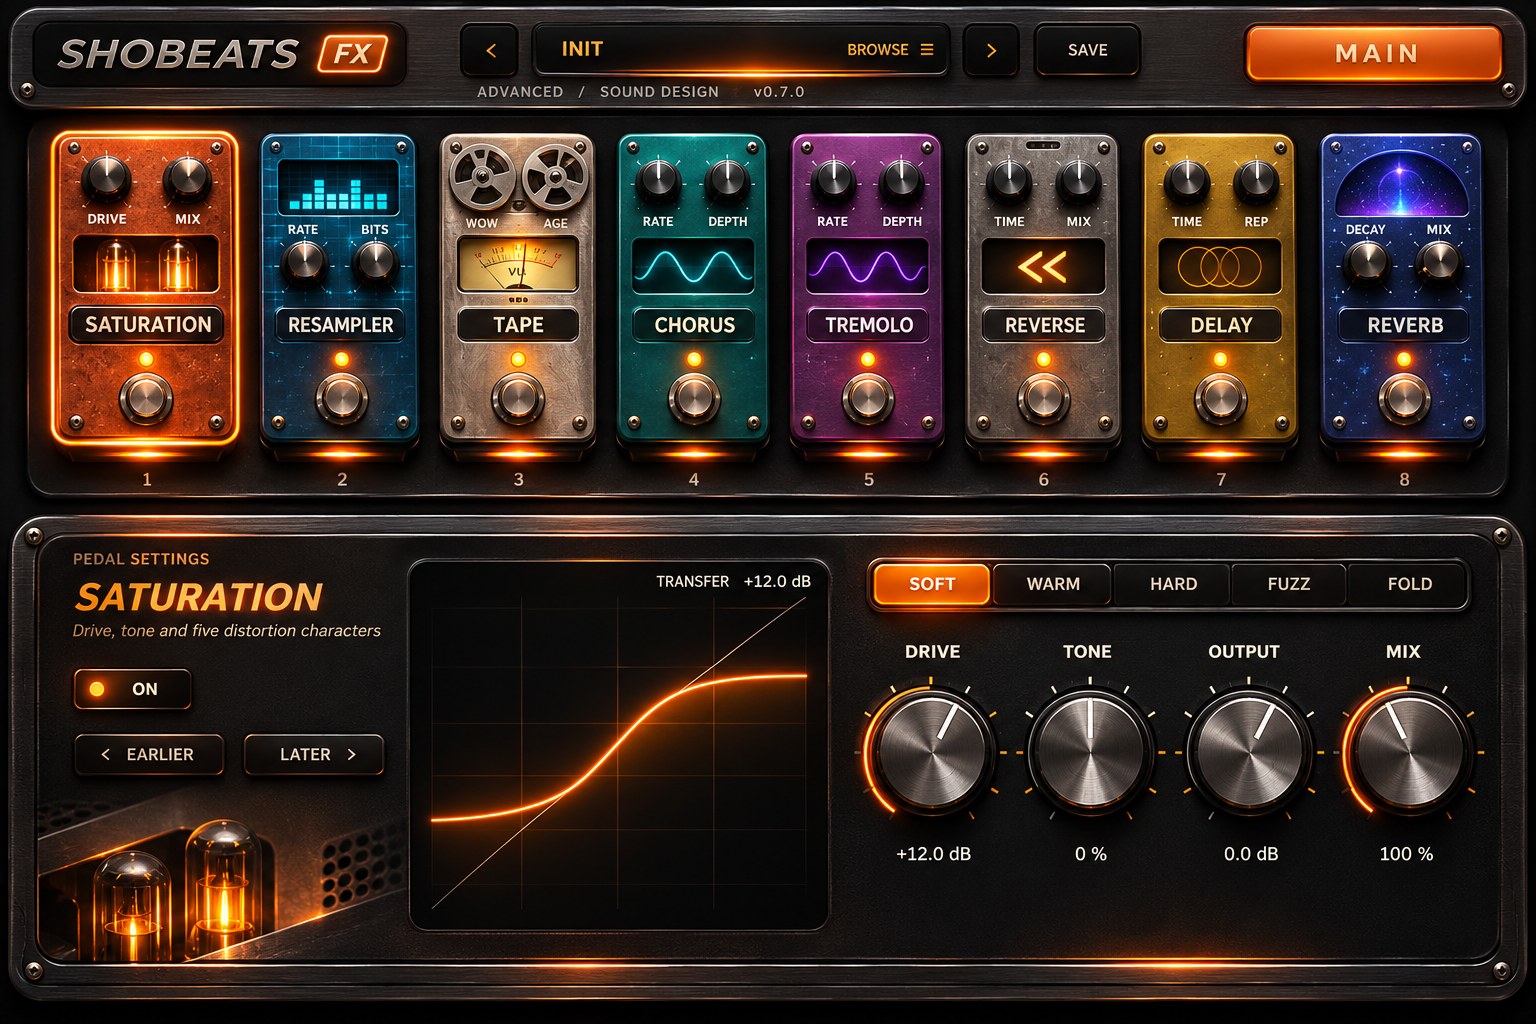 SHOBEATS FX
<
INIT
BROWSE ☰
>
SAVE
MAIN
ADVANCED / SOUND DESIGN v0.7.0
DRIVE MIX
SATURATION
1
RATE BITS
RESAMPLER
2
WOW AGE
VU
TAPE
3
RATE DEPTH
CHORUS
4
RATE DEPTH
TREMOLO
5
TIME MIX
REVERSE
6
TIME REP
DELAY
7
DECAY MIX
REVERB
8
PEDAL SETTINGS
SATURATION
Drive, tone and five distortion characters
ON
< EARLIER
LATER >
TRANSFER +12.0 dB
SOFT WARM HARD FUZZ FOLD
DRIVE TONE OUTPUT MIX
+12.0 dB 0 % 0.0 dB 100 %